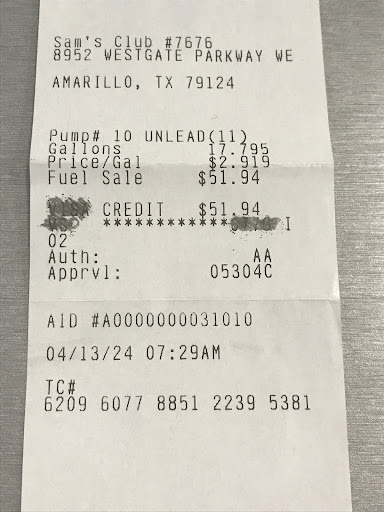 Sam's Club #7676
8952 WESTGATE PARKWAY WE
AMARILLO, TX 79124
Pump# 10 UNLEAD(11)
Gallons 17.795
Price/Gal $2.919
Fuel Sale $51.94
CREDIT $51.94
************ I
02
Auth: AA
Apprvl: 05304C
AID #A0000000031010
04/13/24 07:29AM
TC#
6209 6077 8851 2239 5381